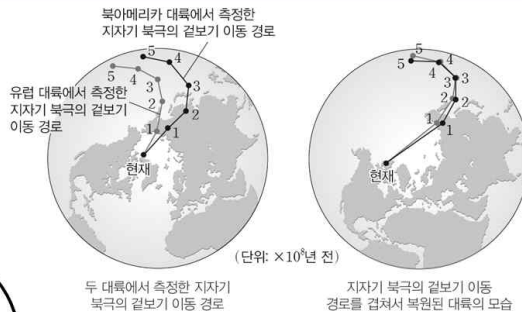 북아메리카 대륙에서 측정한
지자기 북극의 겉보기 이동 경로
유럽 대륙에서 측정한
지자기 북극의 겉보기
이동 경로
5
5
4
4
3
3
2
2
1
1
현재
5
5
4
4
3
3
2
2
1
1
현재
(단위: ×10⁸년 전)
두 대륙에서 측정한 지자기
북극의 겉보기 이동 경로
지자기 북극의 겉보기 이동
경로를 겹쳐서 복원된 대륙의 모습